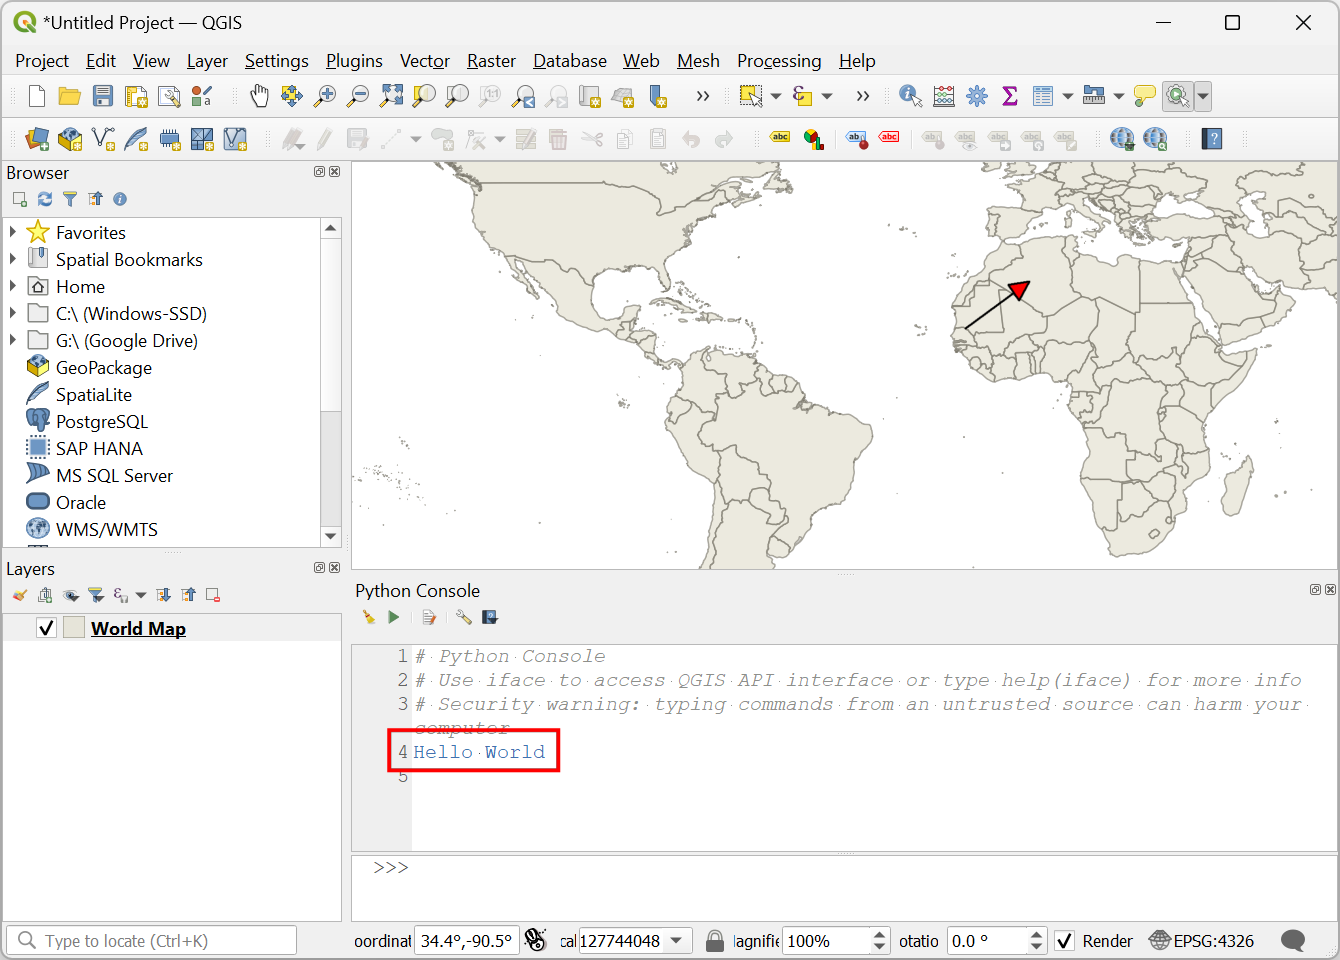 *Untitled Project — QGIS
Project Edit View Layer Settings Plugins Vector Raster Database Web Mesh Processing Help
a
1:1
»
»
abc
ab
abc
Browser
Favorites
Spatial Bookmarks
Home
C:\ (Windows-SSD)
G:\ (Google Drive)
GeoPackage
SpatiaLite
PostgreSQL
SAP HANA
MS SQL Server
Oracle
WMS/WMTS
Layers
World Map
Python Console
1 # Python Console
2 # Use iface to access QGIS API interface or type help(iface) for more info
3 # Security warning: typing commands from an untrusted source can harm your
computer
4 Hello World
5
>>>
Type to locate (Ctrl+K)
oordinat 34.4°,-90.5° cal 127744048 lagnifie 100% otatio 0.0 ° Render EPSG:4326